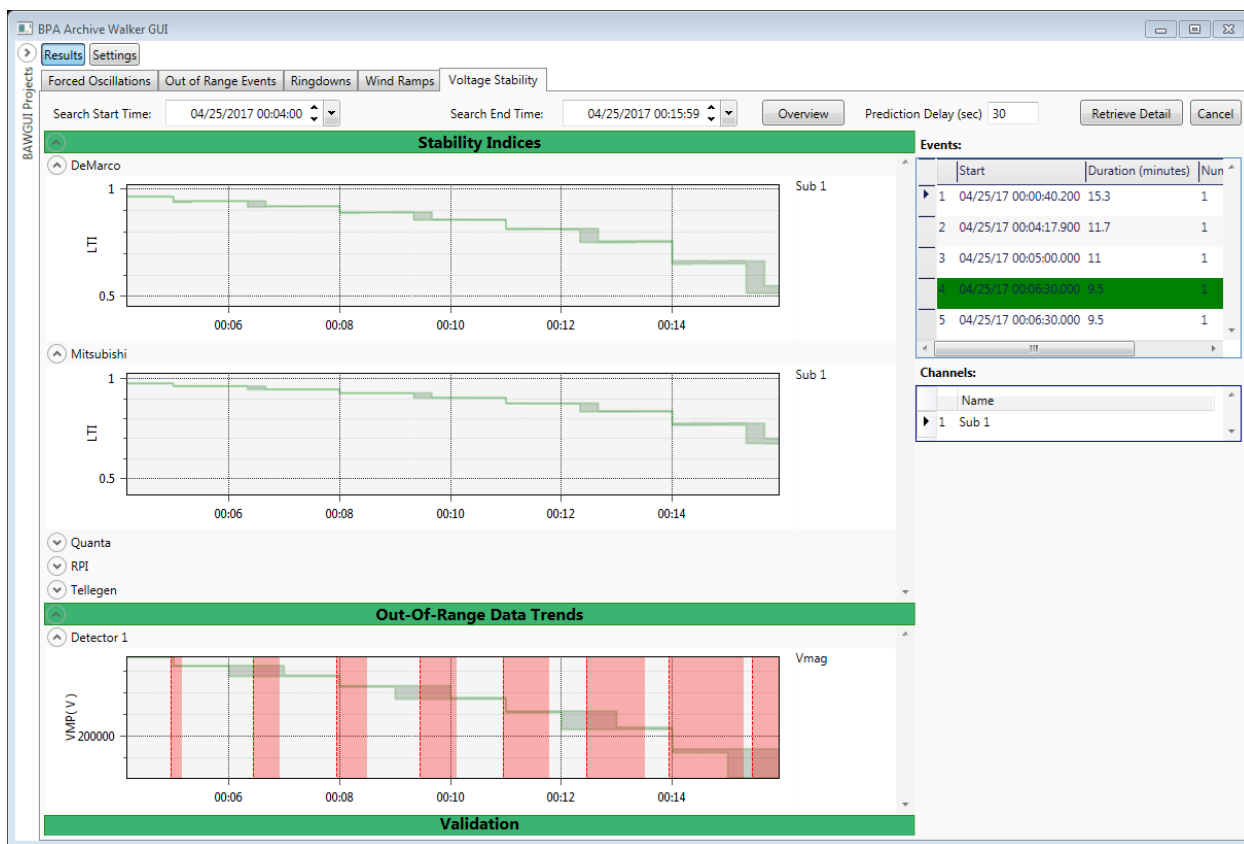 BPA Archive Walker GUI
Results Settings
BAWGUI Projects
Forced Oscillations Out of Range Events Ringdowns Wind Ramps Voltage Stability
Search Start Time: 04/25/2017 00:04:00 Search End Time: 04/25/2017 00:15:59 Overview Prediction Delay (sec) 30 Retrieve Detail Cancel
Stability Indices
DeMarco
1
Sub 1
LTI
0.5
00:06 00:08 00:10 00:12 00:14
Mitsubishi
1
Sub 1
LTI
0.5
00:06 00:08 00:10 00:12 00:14
Quanta
RPI
Tellegen
Out-Of-Range Data Trends
Detector 1
Vmag
VMP( V )
200000
00:06 00:08 00:10 00:12 00:14
Validation
Events:
Start Duration (minutes) Num
1 04/25/17 00:00:40.200 15.3 1
2 04/25/17 00:04:17.900 11.7 1
3 04/25/17 00:05:00.000 11 1
4 04/25/17 00:06:30.000 9.5 1
5 04/25/17 00:06:30.000 9.5 1
Channels:
Name
1 Sub 1